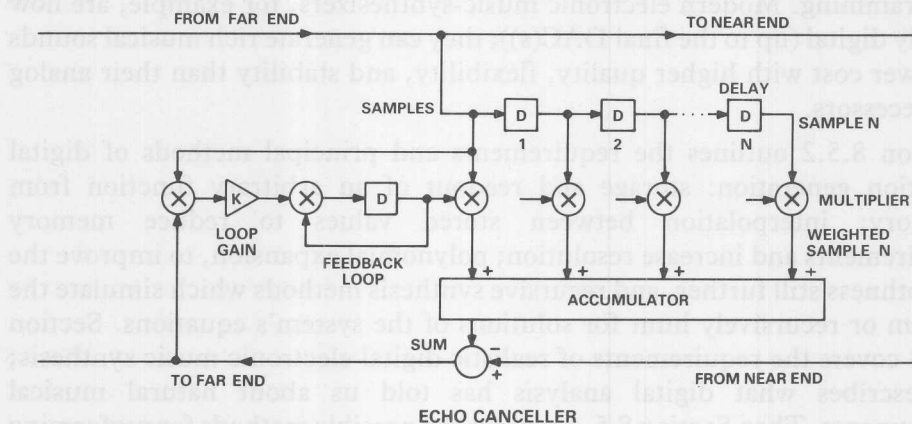 FROM FAR END
TO NEAR END
DELAY
SAMPLES
D
D
D
SAMPLE N
1
2
N
K
D
MULTIPLIER
LOOP
GAIN
WEIGHTED
SAMPLE N
FEEDBACK
LOOP
+ + + +
ACCUMULATOR
SUM
−
+
TO FAR END
FROM NEAR END
ECHO CANCELLER